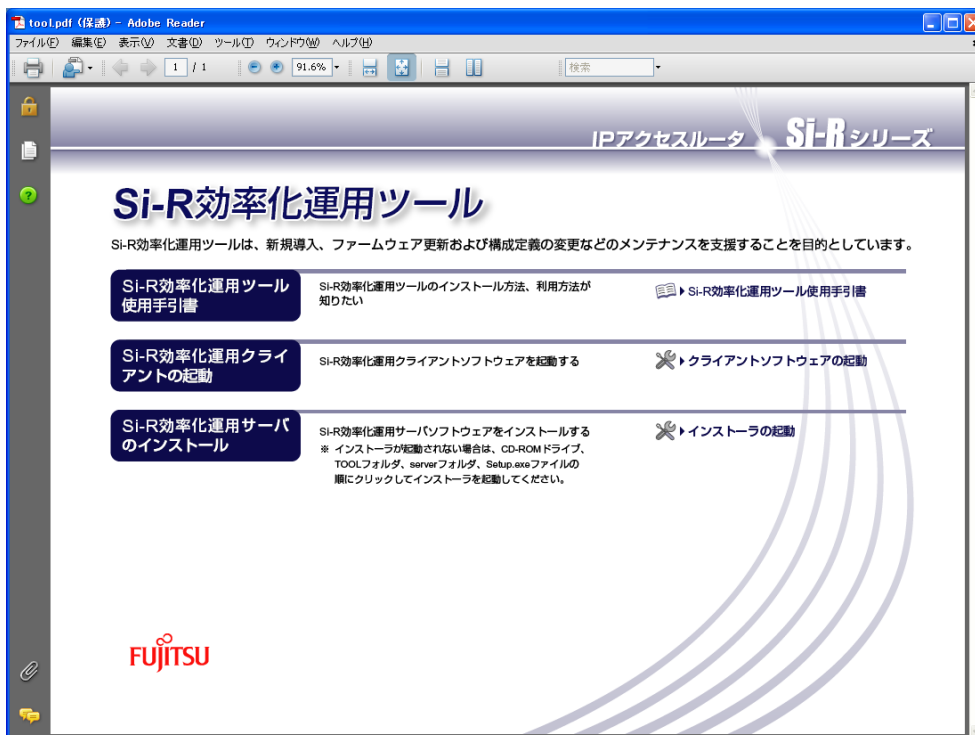 tool.pdf (保護) - Adobe Reader
ファイル(F) 編集(E) 表示(V) 文書(D) ツール(T) ウィンドウ(W) ヘルプ(H)
1 / 1 91.6% 検索
IPアクセスルータ Si-Rシリーズ
Si-R効率化運用ツール
Si-R効率化運用ツールは、新規導入、ファームウェア更新および構成定義の変更などのメンテナンスを支援することを目的としています。
Si-R効率化運用ツール
使用手引書
Si-R効率化運用ツールのインストール方法、利用方法が
知りたい
Si-R効率化運用ツール使用手引書
Si-R効率化運用クライ
アントの起動
Si-R効率化運用クライアントソフトウェアを起動する
クライアントソフトウェアの起動
Si-R効率化運用サーバ
のインストール
Si-R効率化運用サーバソフトウェアをインストールする
※ インストーラが起動されない場合は、CD-ROMドライブ、
TOOLフォルダ、serverフォルダ、Setup.exeファイルの
順にクリックしてインストーラを起動してください。
インストーラの起動
FUJITSU